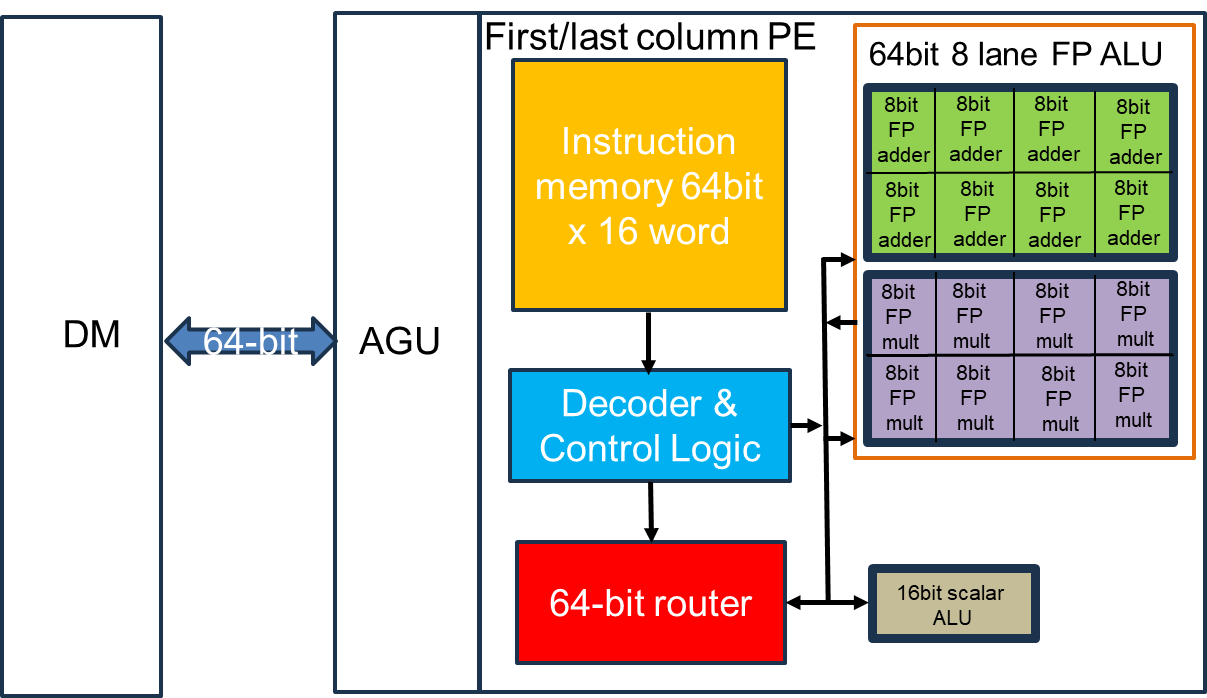 First/last column PE
64bit 8 lane FP ALU
8bit
FP
adder
8bit
FP
adder
8bit
FP
adder
8bit
FP
adder
Instruction
memory 64bit
x 16 word
8bit
FP
adder
8bit
FP
adder
8bit
FP
adder
8bit
FP
adder
DM
64-bit
AGU
8bit
FP
mult
8bit
FP
mult
8bit
FP
mult
8bit
FP
mult
Decoder &
Control Logic
8bit
FP
mult
8bit
FP
mult
8bit
FP
mult
8bit
FP
mult
64-bit router
16bit scalar
ALU